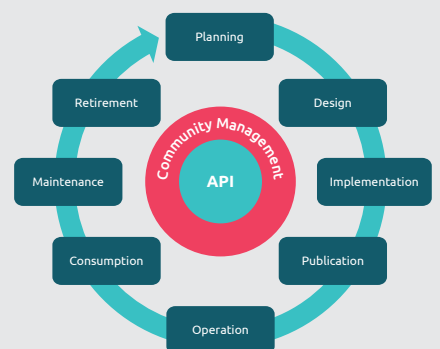 Planning
Design
Implementation
Publication
Operation
Consumption
Maintenance
Retirement
Community Management
API